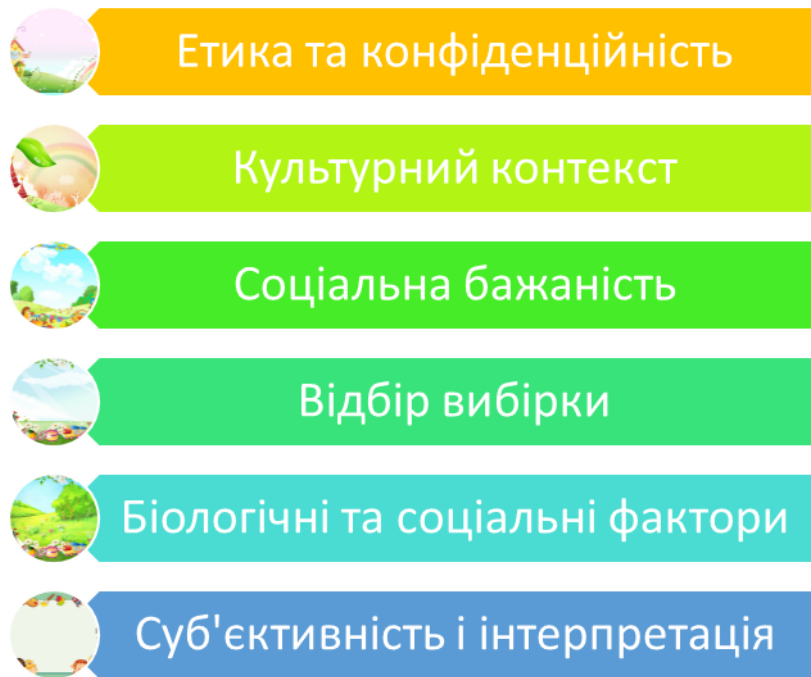 Етика та конфіденційність
Культурний контекст
Соціальна бажаність
Відбір вибірки
Біологічні та соціальні фактори
Суб'єктивність і інтерпретація